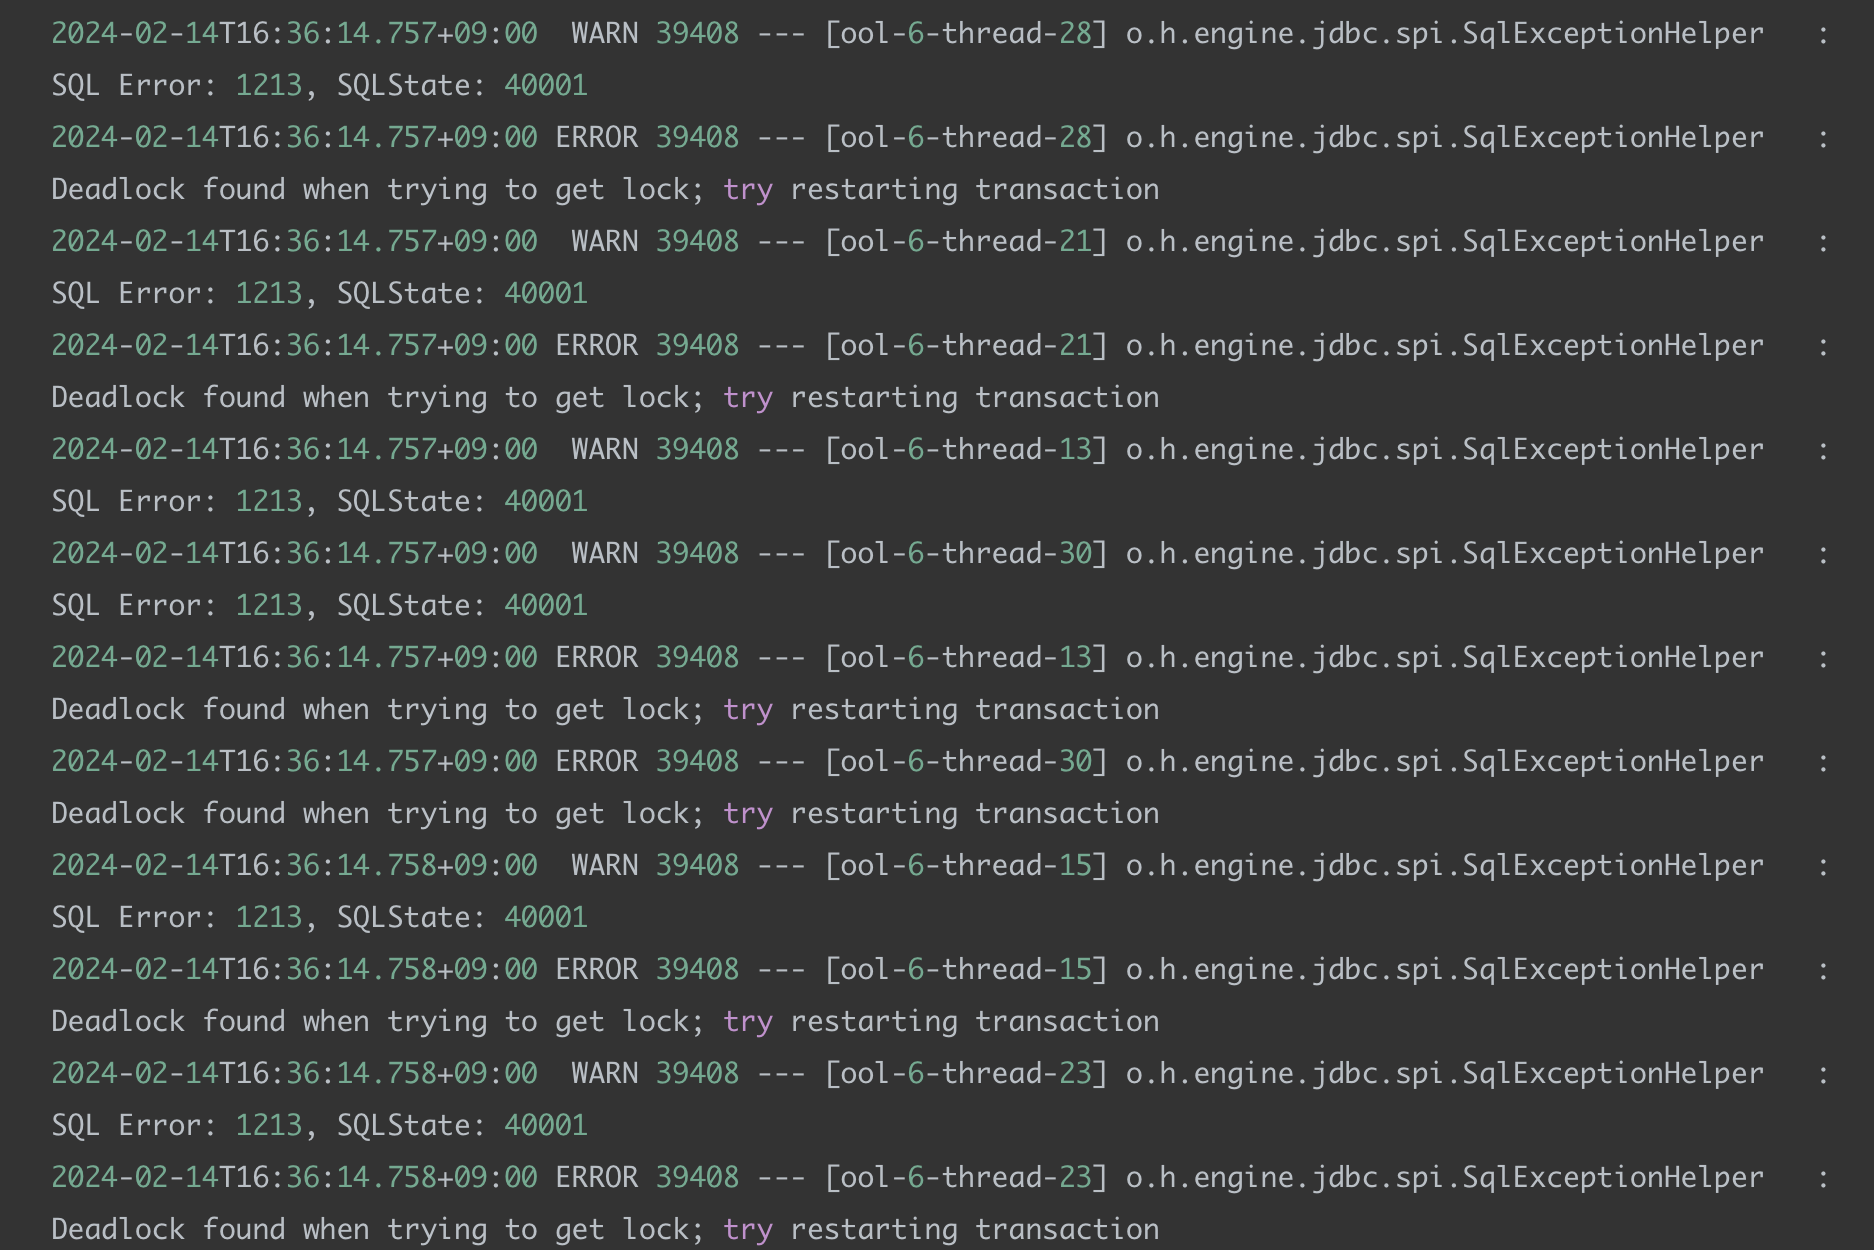 2024-02-14T16:36:14.757+09:00  WARN 39408 --- [ool-6-thread-28] o.h.engine.jdbc.spi.SqlExceptionHelper   :
SQL Error: 1213, SQLState: 40001
2024-02-14T16:36:14.757+09:00 ERROR 39408 --- [ool-6-thread-28] o.h.engine.jdbc.spi.SqlExceptionHelper   :
Deadlock found when trying to get lock; try restarting transaction
2024-02-14T16:36:14.757+09:00  WARN 39408 --- [ool-6-thread-21] o.h.engine.jdbc.spi.SqlExceptionHelper   :
SQL Error: 1213, SQLState: 40001
2024-02-14T16:36:14.757+09:00 ERROR 39408 --- [ool-6-thread-21] o.h.engine.jdbc.spi.SqlExceptionHelper   :
Deadlock found when trying to get lock; try restarting transaction
2024-02-14T16:36:14.757+09:00  WARN 39408 --- [ool-6-thread-13] o.h.engine.jdbc.spi.SqlExceptionHelper   :
SQL Error: 1213, SQLState: 40001
2024-02-14T16:36:14.757+09:00  WARN 39408 --- [ool-6-thread-30] o.h.engine.jdbc.spi.SqlExceptionHelper   :
SQL Error: 1213, SQLState: 40001
2024-02-14T16:36:14.757+09:00 ERROR 39408 --- [ool-6-thread-13] o.h.engine.jdbc.spi.SqlExceptionHelper   :
Deadlock found when trying to get lock; try restarting transaction
2024-02-14T16:36:14.757+09:00 ERROR 39408 --- [ool-6-thread-30] o.h.engine.jdbc.spi.SqlExceptionHelper   :
Deadlock found when trying to get lock; try restarting transaction
2024-02-14T16:36:14.758+09:00  WARN 39408 --- [ool-6-thread-15] o.h.engine.jdbc.spi.SqlExceptionHelper   :
SQL Error: 1213, SQLState: 40001
2024-02-14T16:36:14.758+09:00 ERROR 39408 --- [ool-6-thread-15] o.h.engine.jdbc.spi.SqlExceptionHelper   :
Deadlock found when trying to get lock; try restarting transaction
2024-02-14T16:36:14.758+09:00  WARN 39408 --- [ool-6-thread-23] o.h.engine.jdbc.spi.SqlExceptionHelper   :
SQL Error: 1213, SQLState: 40001
2024-02-14T16:36:14.758+09:00 ERROR 39408 --- [ool-6-thread-23] o.h.engine.jdbc.spi.SqlExceptionHelper   :
Deadlock found when trying to get lock; try restarting transaction